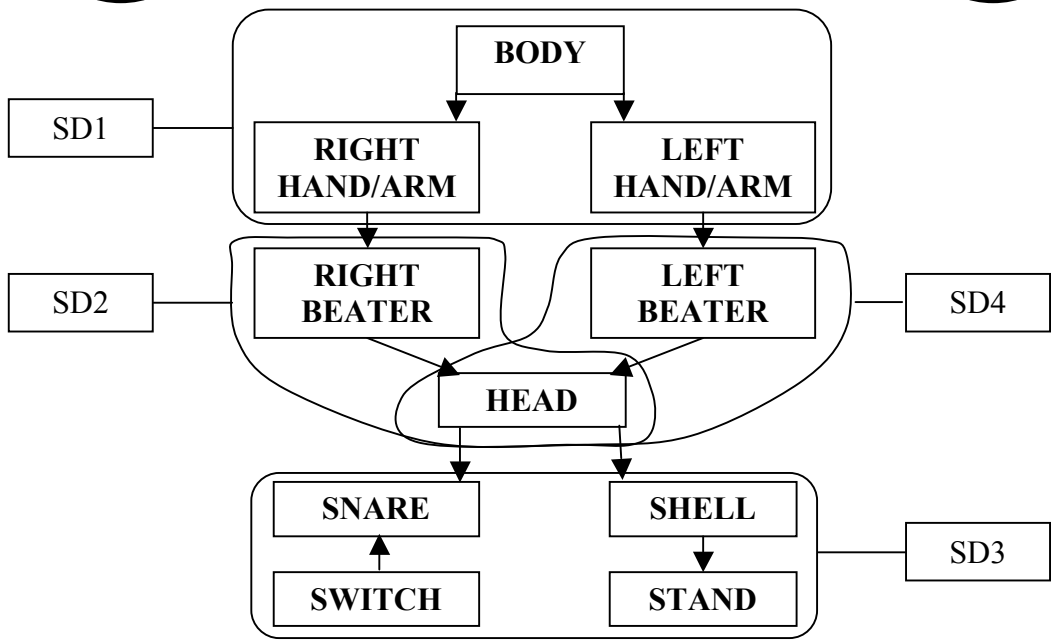 BODY
SD1
RIGHT
HAND/ARM
LEFT
HAND/ARM
SD2
RIGHT
BEATER
LEFT
BEATER
SD4
HEAD
SNARE
SHELL
SD3
SWITCH
STAND